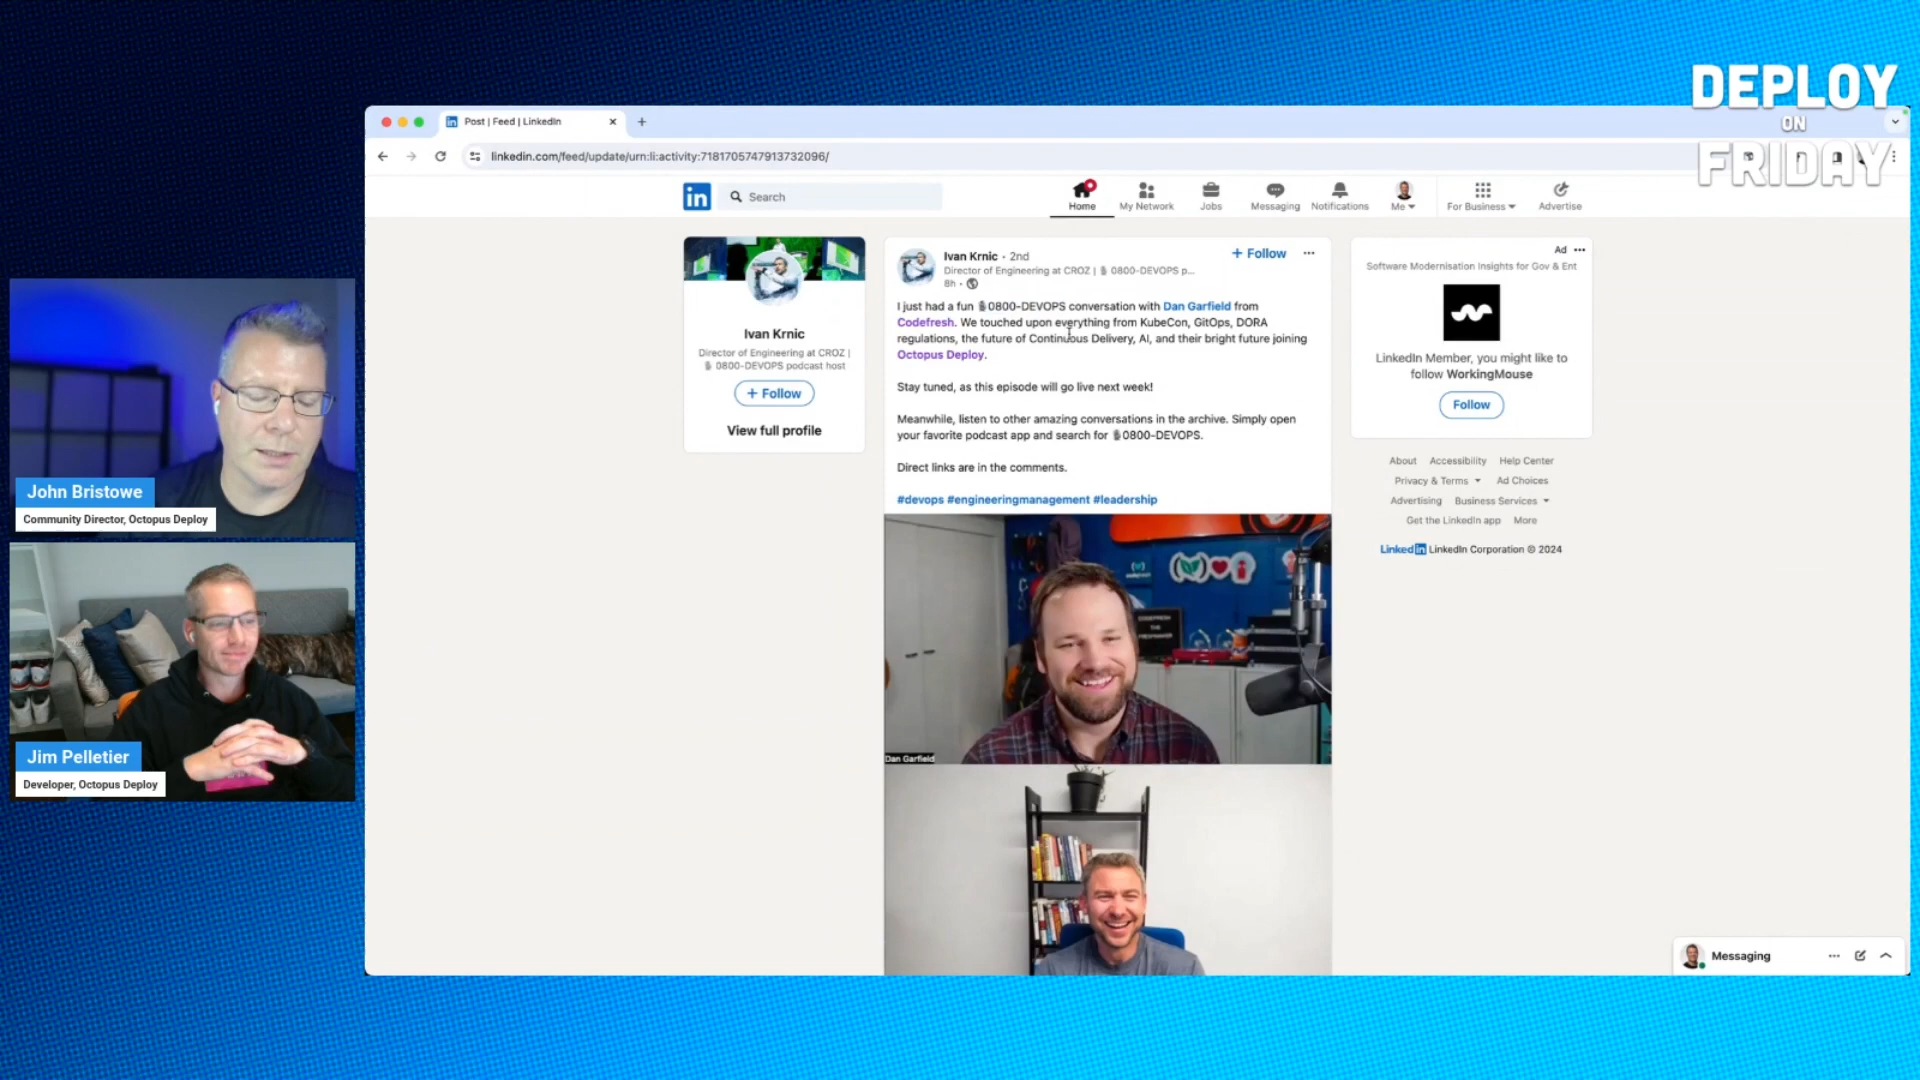 DEPLOY
ON
FRIDAY
Post | Feed | LinkedIn
linkedin.com/feed/update/urn:li:activity:7181705747913732096/
in
Search
Home
My Network
Jobs
Messaging
Notifications
Me
For Business
Advertise
Ivan Krnic
Director of Engineering at CROZ |
0800-DEVOPS podcast host
+ Follow
View full profile
Ivan Krnic · 2nd
Director of Engineering at CROZ | 0800-DEVOPS p...
8h ·
+ Follow
I just had a fun 0800-DEVOPS conversation with Dan Garfield from
Codefresh. We touched upon everything from KubeCon, GitOps, DORA
regulations, the future of Continuous Delivery, AI, and their bright future joining
Octopus Deploy.
Stay tuned, as this episode will go live next week!
Meanwhile, listen to other amazing conversations in the archive. Simply open
your favorite podcast app and search for 0800-DEVOPS.
Direct links are in the comments.
#devops #engineeringmanagement #leadership
CODEFRESH
THE
Dan Garfield
Ad
Software Modernisation Insights for Gov & Ent
LinkedIn Member, you might like to
follow WorkingMouse
Follow
About Accessibility Help Center
Privacy & Terms Ad Choices
Advertising Business Services
Get the LinkedIn app More
LinkedIn LinkedIn Corporation © 2024
Messaging
John Bristowe
Community Director, Octopus Deploy
Jim Pelletier
Developer, Octopus Deploy